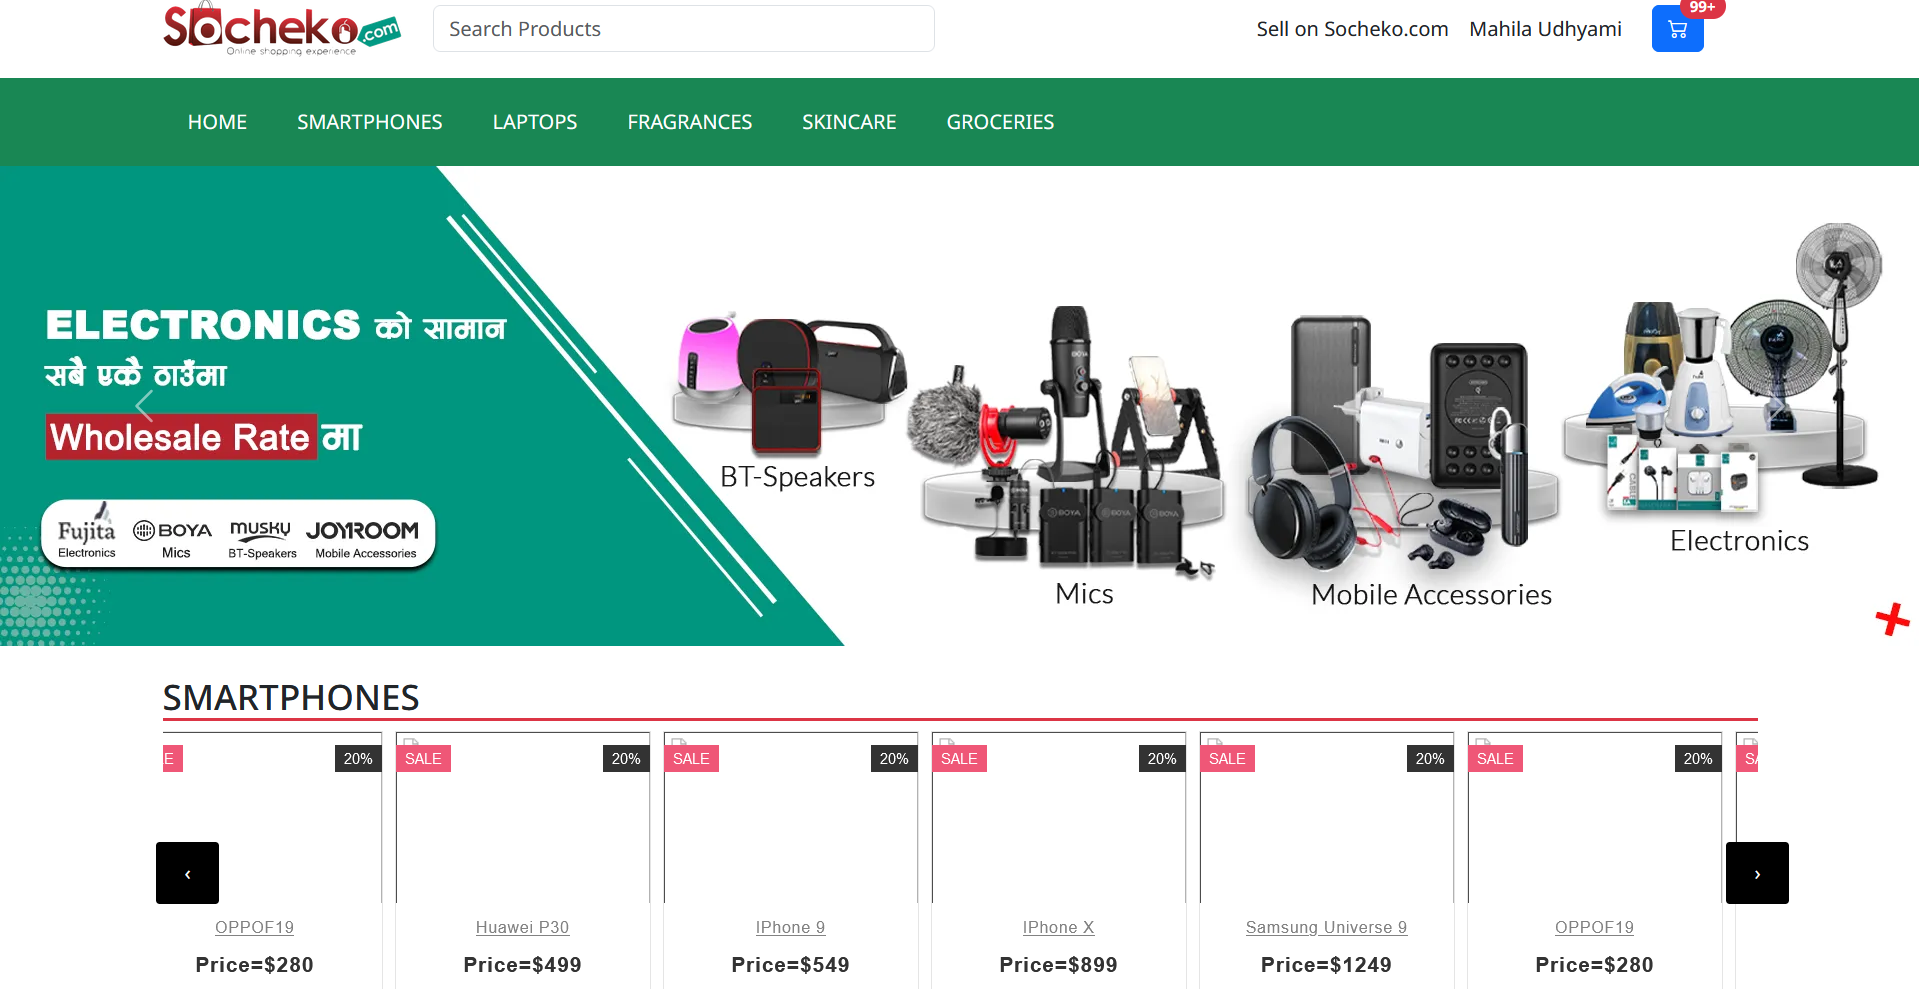 Socheko.com
Online shopping experience
Search Products
Sell on Socheko.com
Mahila Udhyami
99+
HOME
SMARTPHONES
LAPTOPS
FRAGRANCES
SKINCARE
GROCERIES
ELECTRONICS को सामान
सबै एकै ठाउँमा
Wholesale Rate मा
Fujita
Electronics
BOYA
Mics
MUSKY
BT-Speakers
JOYROOM
Mobile Accessories
BT-Speakers
Mics
Mobile Accessories
Electronics
BOYA
BOYA
BOYA
BOYA
SMARTPHONES
E
20%
SALE
20%
SALE
20%
SALE
20%
SALE
20%
SALE
20%
SA
‹
›
OPPOF19
Price=$280
Huawei P30
Price=$499
IPhone 9
Price=$549
IPhone X
Price=$899
Samsung Universe 9
Price=$1249
OPPOF19
Price=$280